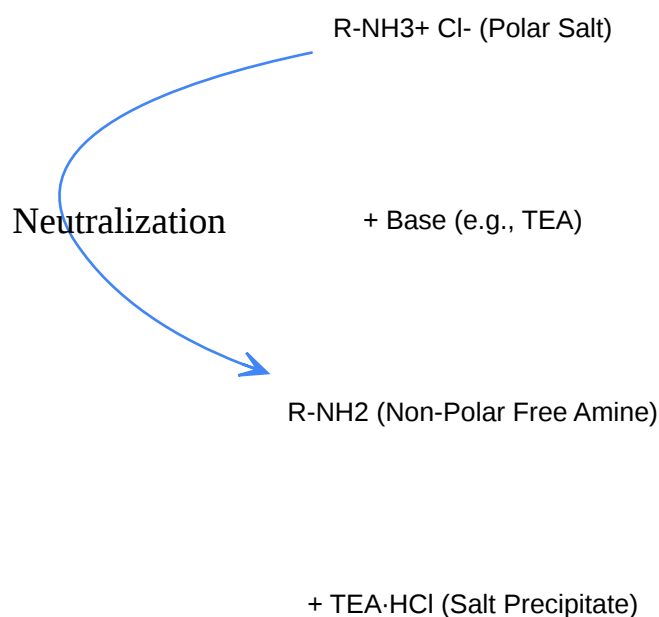 R-NH3+ Cl- (Polar Salt)
Neutralization
+ Base (e.g., TEA)
R-NH2 (Non-Polar Free Amine)
+ TEA·HCl (Salt Precipitate)